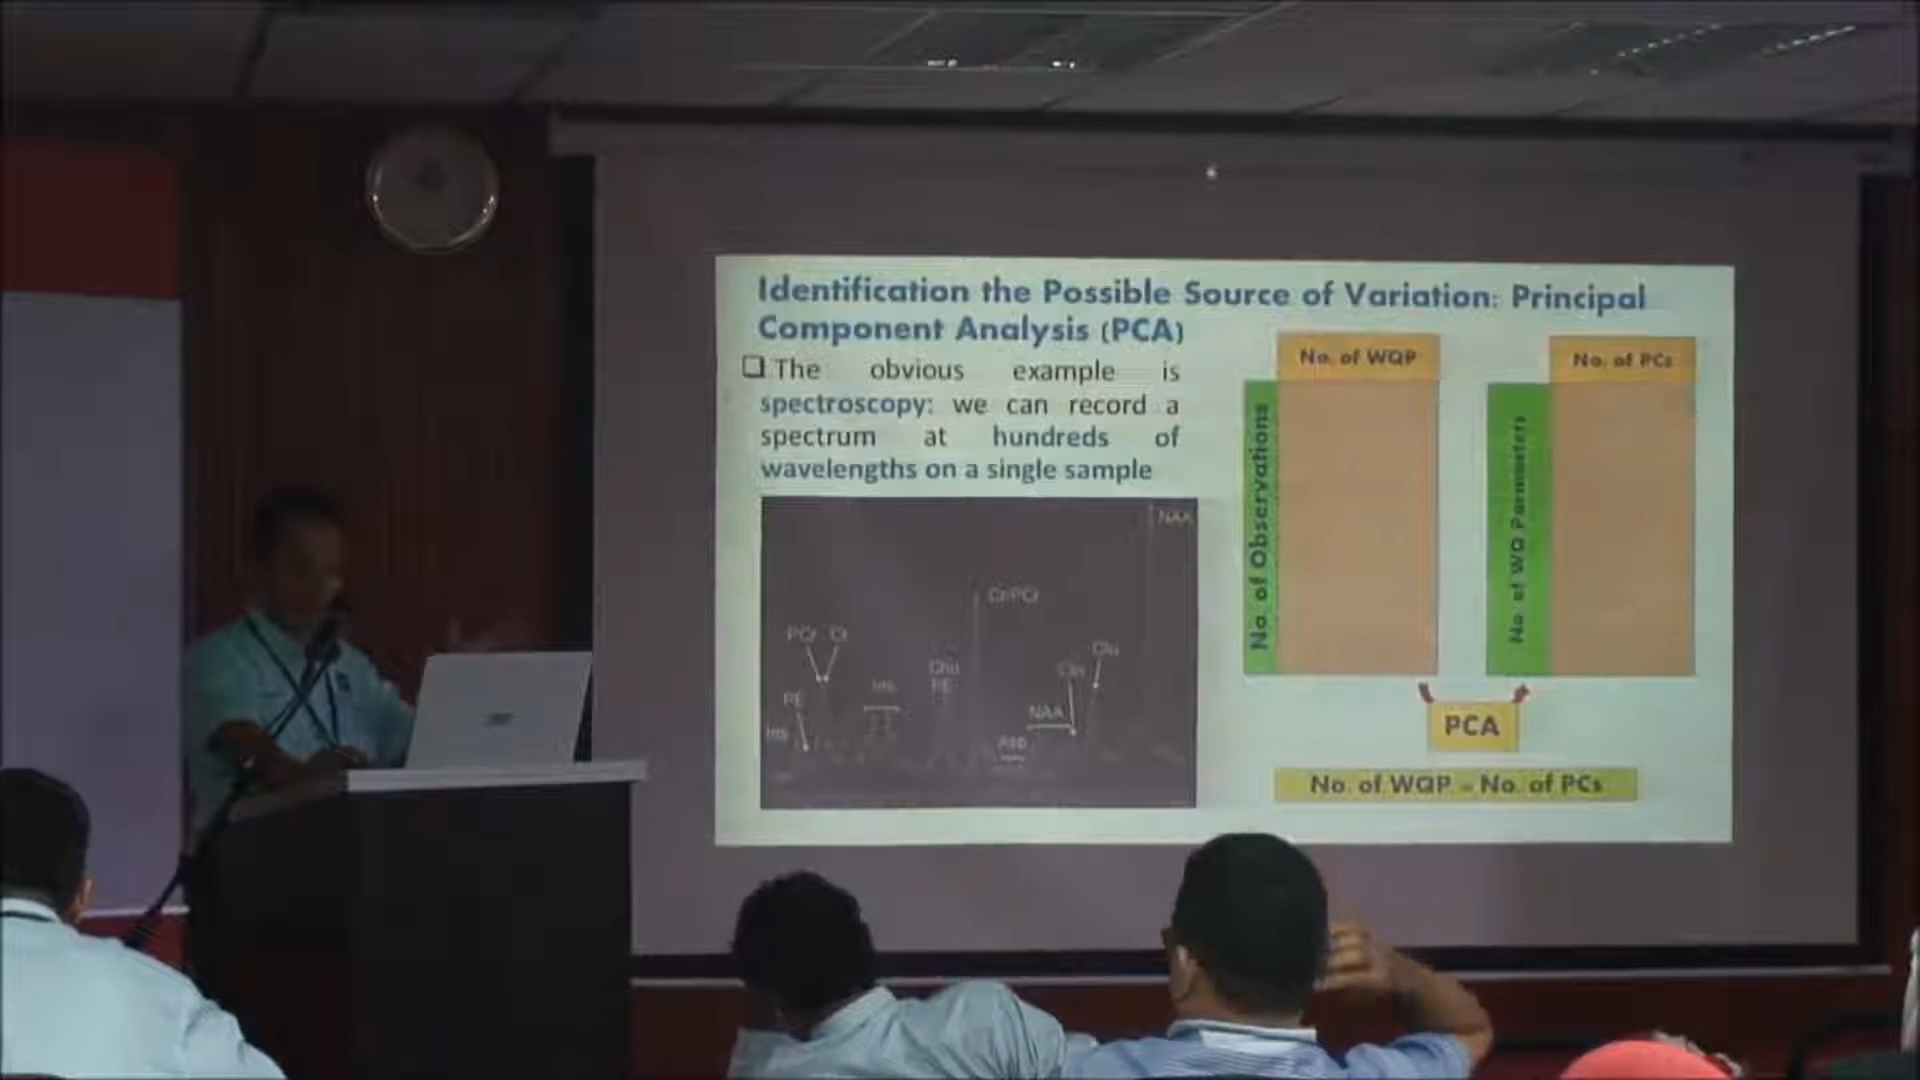 Identification the Possible Source of Variation: Principal
Component Analysis (PCA)
❑ The obvious example is
spectroscopy: we can record a
spectrum at hundreds of
wavelengths on a single sample
NAA
Cr/PCr
PCr Cr
Glu
Cho
PE
Gln
Ins
PE
NAA
Ins
Asp
No. of WQP
No. of Observations
No. of PCs
No. of WQ Parameters
PCA
No. of WQP = No. of PCs